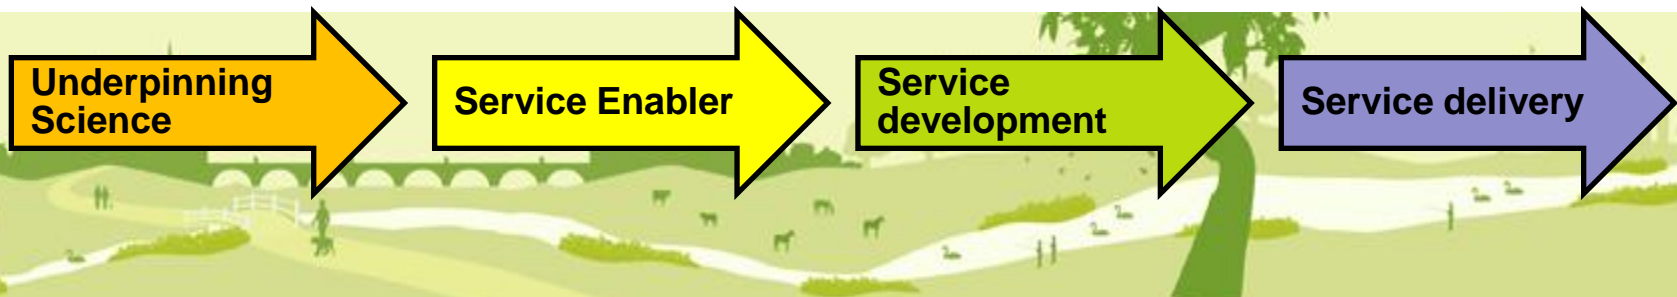 Underpinning
Science
Service Enabler
Service
development
Service delivery